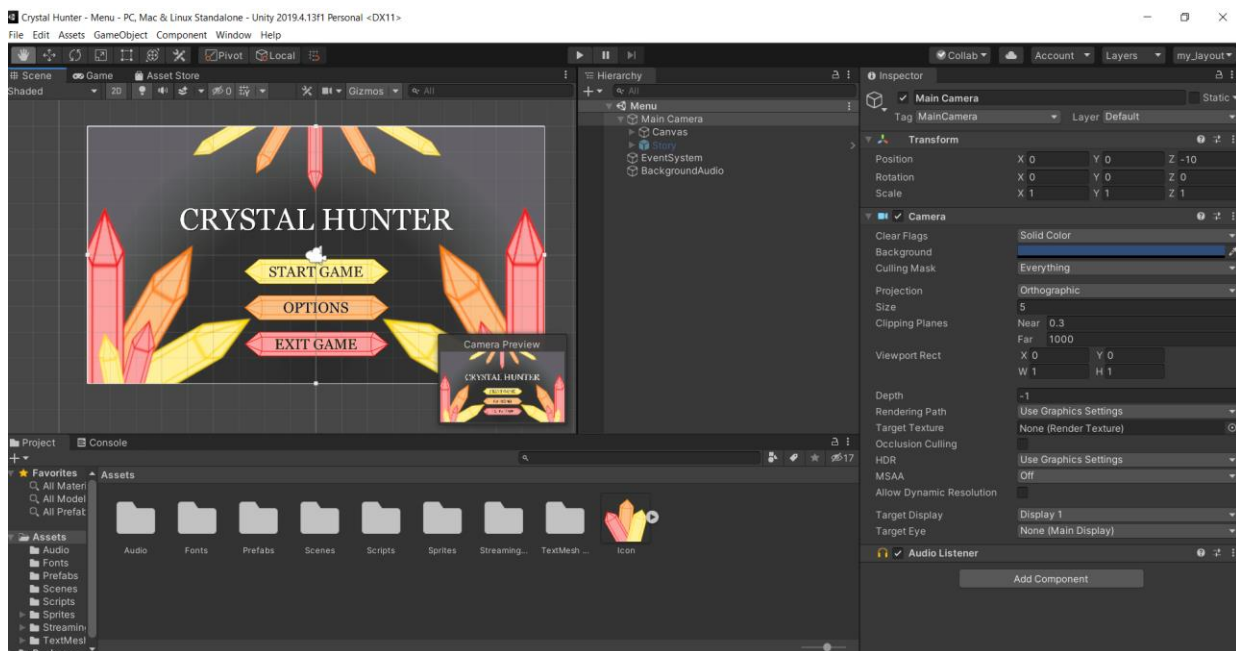 Crystal Hunter - Menu - PC, Mac & Linux Standalone - Unity 2019.4.13f1 Personal <DX11>
File Edit Assets GameObject Component Window Help
Pivot Local
Collab Account Layers my_layout
Scene Game Asset Store
Shaded 2D 0 Gizmos All
CRYSTAL HUNTER
START GAME
OPTIONS
EXIT GAME
Camera Preview
CRYSTAL HUNTER
Hierarchy
All
Menu
Main Camera
Canvas
Story
EventSystem
BackgroundAudio
Inspector
Main Camera Static
Tag MainCamera Layer Default
Transform
Position X 0 Y 0 Z -10
Rotation X 0 Y 0 Z 0
Scale X 1 Y 1 Z 1
Camera
Clear Flags Solid Color
Background
Culling Mask Everything
Projection Orthographic
Size 5
Clipping Planes Near 0.3
Far 1000
Viewport Rect X 0 Y 0
W 1 H 1
Depth -1
Rendering Path Use Graphics Settings
Target Texture None (Render Texture)
Occlusion Culling
HDR Use Graphics Settings
MSAA Off
Allow Dynamic Resolution
Target Display Display 1
Target Eye None (Main Display)
Audio Listener
Add Component
Project Console
17
Favorites
All Materi
All Model
All Prefab
Assets
Audio
Fonts
Prefabs
Scenes
Scripts
Sprites
Streamin
TextMesl
Assets
Audio Fonts Prefabs Scenes Scripts Sprites Streaming... TextMesh ... Icon